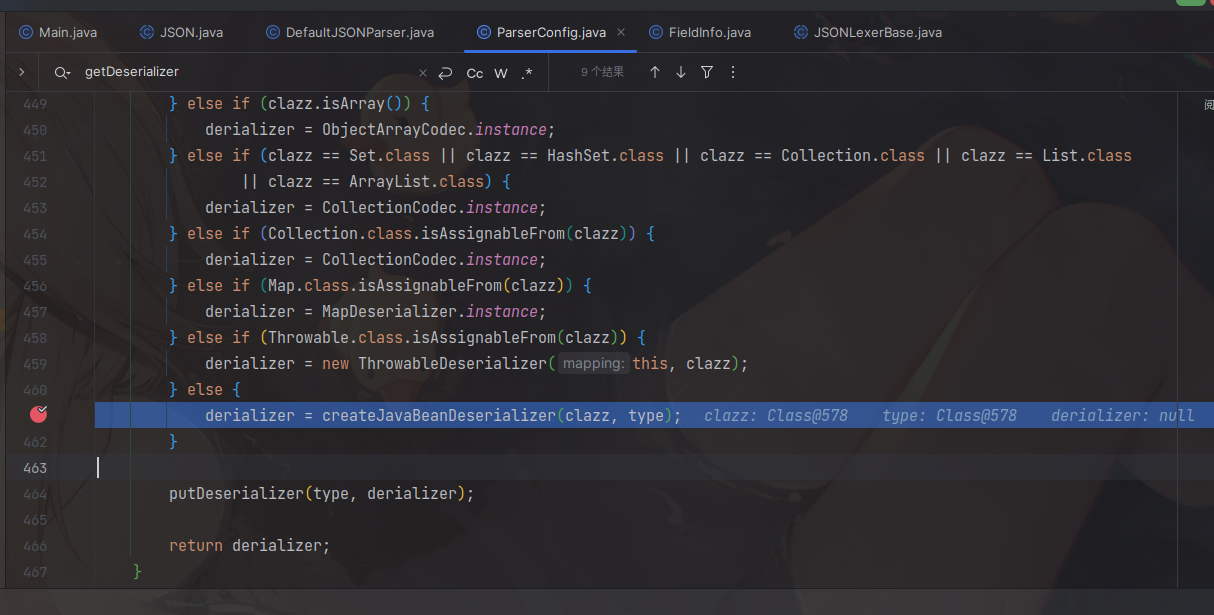 Main.java JSON.java DefaultJSONParser.java ParserConfig.java × FieldInfo.java JSONLexerBase.java
getDeserializer × Cc W .* 9 个结果
449 } else if (clazz.isArray()) { 阅
450 derializer = ObjectArrayCodec.instance;
451 } else if (clazz == Set.class || clazz == HashSet.class || clazz == Collection.class || clazz == List.class
452 || clazz == ArrayList.class) {
453 derializer = CollectionCodec.instance;
454 } else if (Collection.class.isAssignableFrom(clazz)) {
455 derializer = CollectionCodec.instance;
456 } else if (Map.class.isAssignableFrom(clazz)) {
457 derializer = MapDeserializer.instance;
458 } else if (Throwable.class.isAssignableFrom(clazz)) {
459 derializer = new ThrowableDeserializer( mapping: this, clazz);
460 } else {
derializer = createJavaBeanDeserializer(clazz, type); clazz: Class@578 type: Class@578 derializer: null
462 }
463
464 putDeserializer(type, derializer);
465
466 return derializer;
467 }